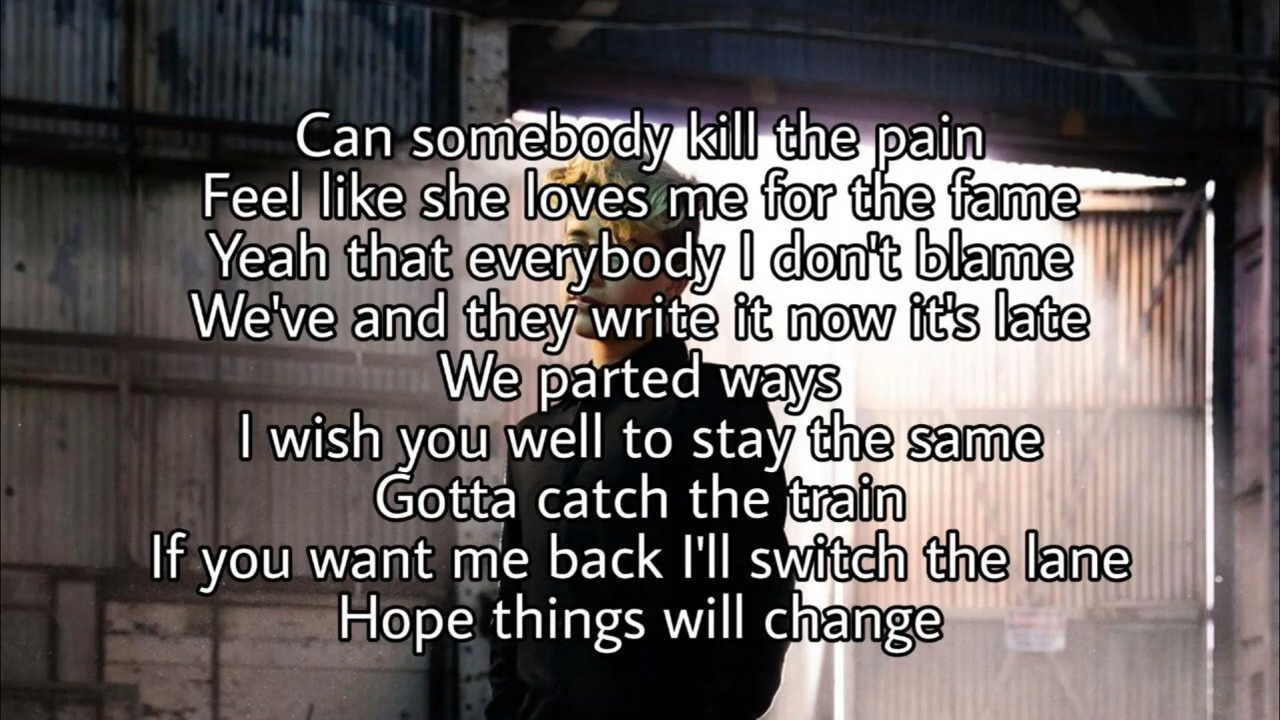 Can somebody kill the pain
Feel like she loves me for the fame
Yeah that everybody I don't blame
We've and they write it now it's late
We parted ways
I wish you well to stay the same
Gotta catch the train
If you want me back I'll switch the lane
Hope things will change